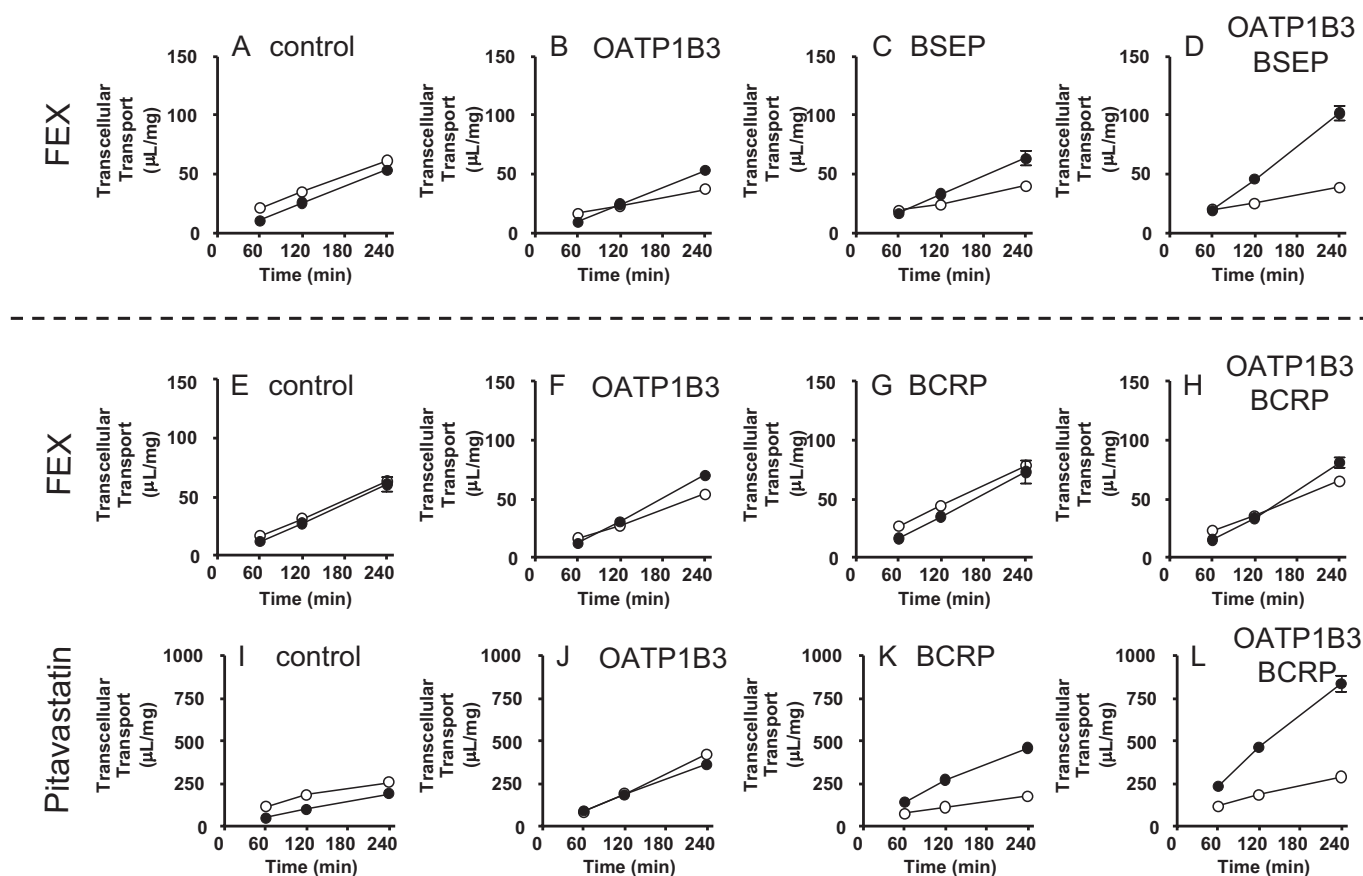 FEX
A control
Transcellular
Transport
(µL/mg)
150
100
50
0
0 60 120 180 240
Time (min)
B OATP1B3
Transcellular
Transport
(µL/mg)
150
100
50
0
0 60 120 180 240
Time (min)
C BSEP
Transcellular
Transport
(µL/mg)
150
100
50
0
0 60 120 180 240
Time (min)
D OATP1B3
BSEP
Transcellular
Transport
(µL/mg)
150
100
50
0
0 60 120 180 240
Time (min)
FEX
E control
Transcellular
Transport
(µL/mg)
150
100
50
0
0 60 120 180 240
Time (min)
F OATP1B3
Transcellular
Transport
(µL/mg)
150
100
50
0
0 60 120 180 240
Time (min)
G BCRP
Transcellular
Transport
(µL/mg)
150
100
50
0
0 60 120 180 240
Time (min)
H OATP1B3
BCRP
Transcellular
Transport
(µL/mg)
150
100
50
0
0 60 120 180 240
Time (min)
Pitavastatin
I control
Transcellular
Transport
(µL/mg)
1000
750
500
250
0
0 60 120 180 240
Time (min)
J OATP1B3
Transcellular
Transport
(µL/mg)
1000
750
500
250
0
0 60 120 180 240
Time (min)
K BCRP
Transcellular
Transport
(µL/mg)
1000
750
500
250
0
0 60 120 180 240
Time (min)
L OATP1B3
BCRP
Transcellular
Transport
(µL/mg)
1000
750
500
250
0
0 60 120 180 240
Time (min)